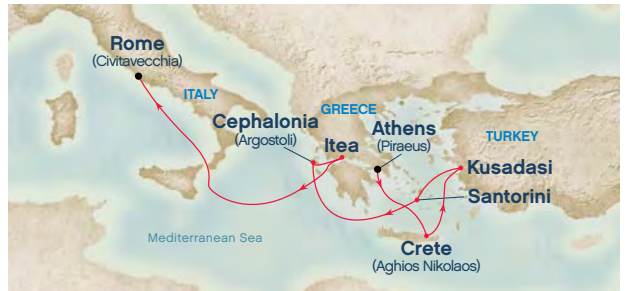 Rome
(Civitavecchia)
ITALY
GREECE
Cephalonia
(Argostoli)
Itea
Athens
(Piraeus)
TURKEY
Kusadasi
Santorini
Mediterranean Sea
Crete
(Aghios Nikolaos)